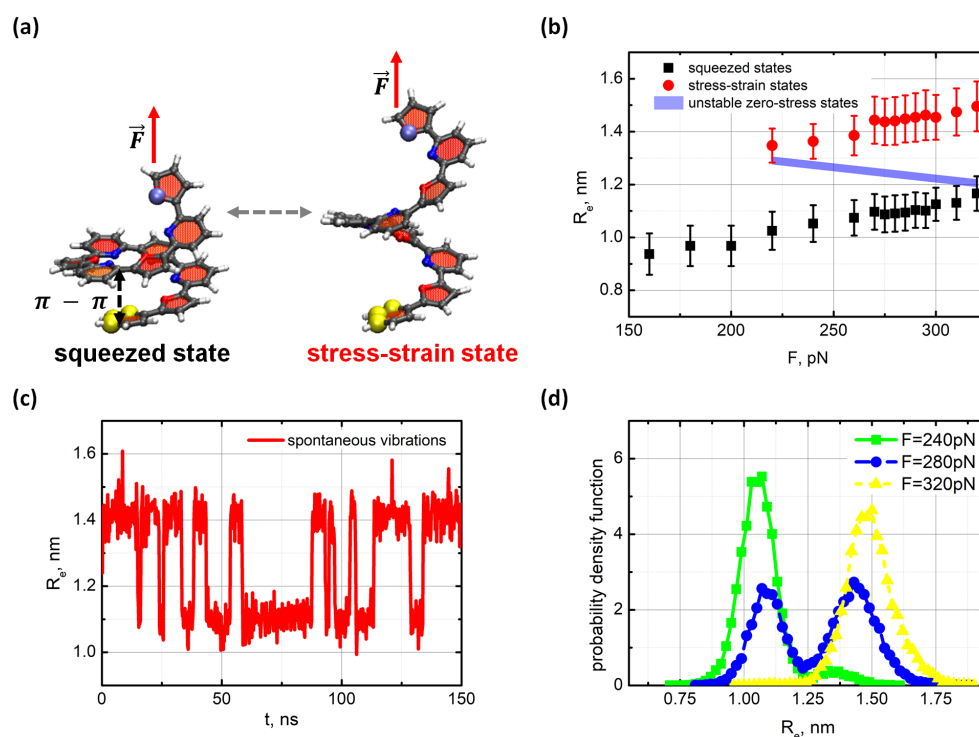 (a)
F
F
π – π
squeezed state
stress-strain state
(b)
squeezed states
stress-strain states
unstable zero-stress states
1.6
1.4
1.2
1.0
0.8
Re, nm
150
200
250
300
F, pN
(c)
spontaneous vibrations
1.6
1.4
1.2
1.0
Re, nm
0
50
100
150
t, ns
(d)
F=240pN
F=280pN
F=320pN
6
4
2
0
probability density function
0.75
1.00
1.25
1.50
1.75
Re, nm